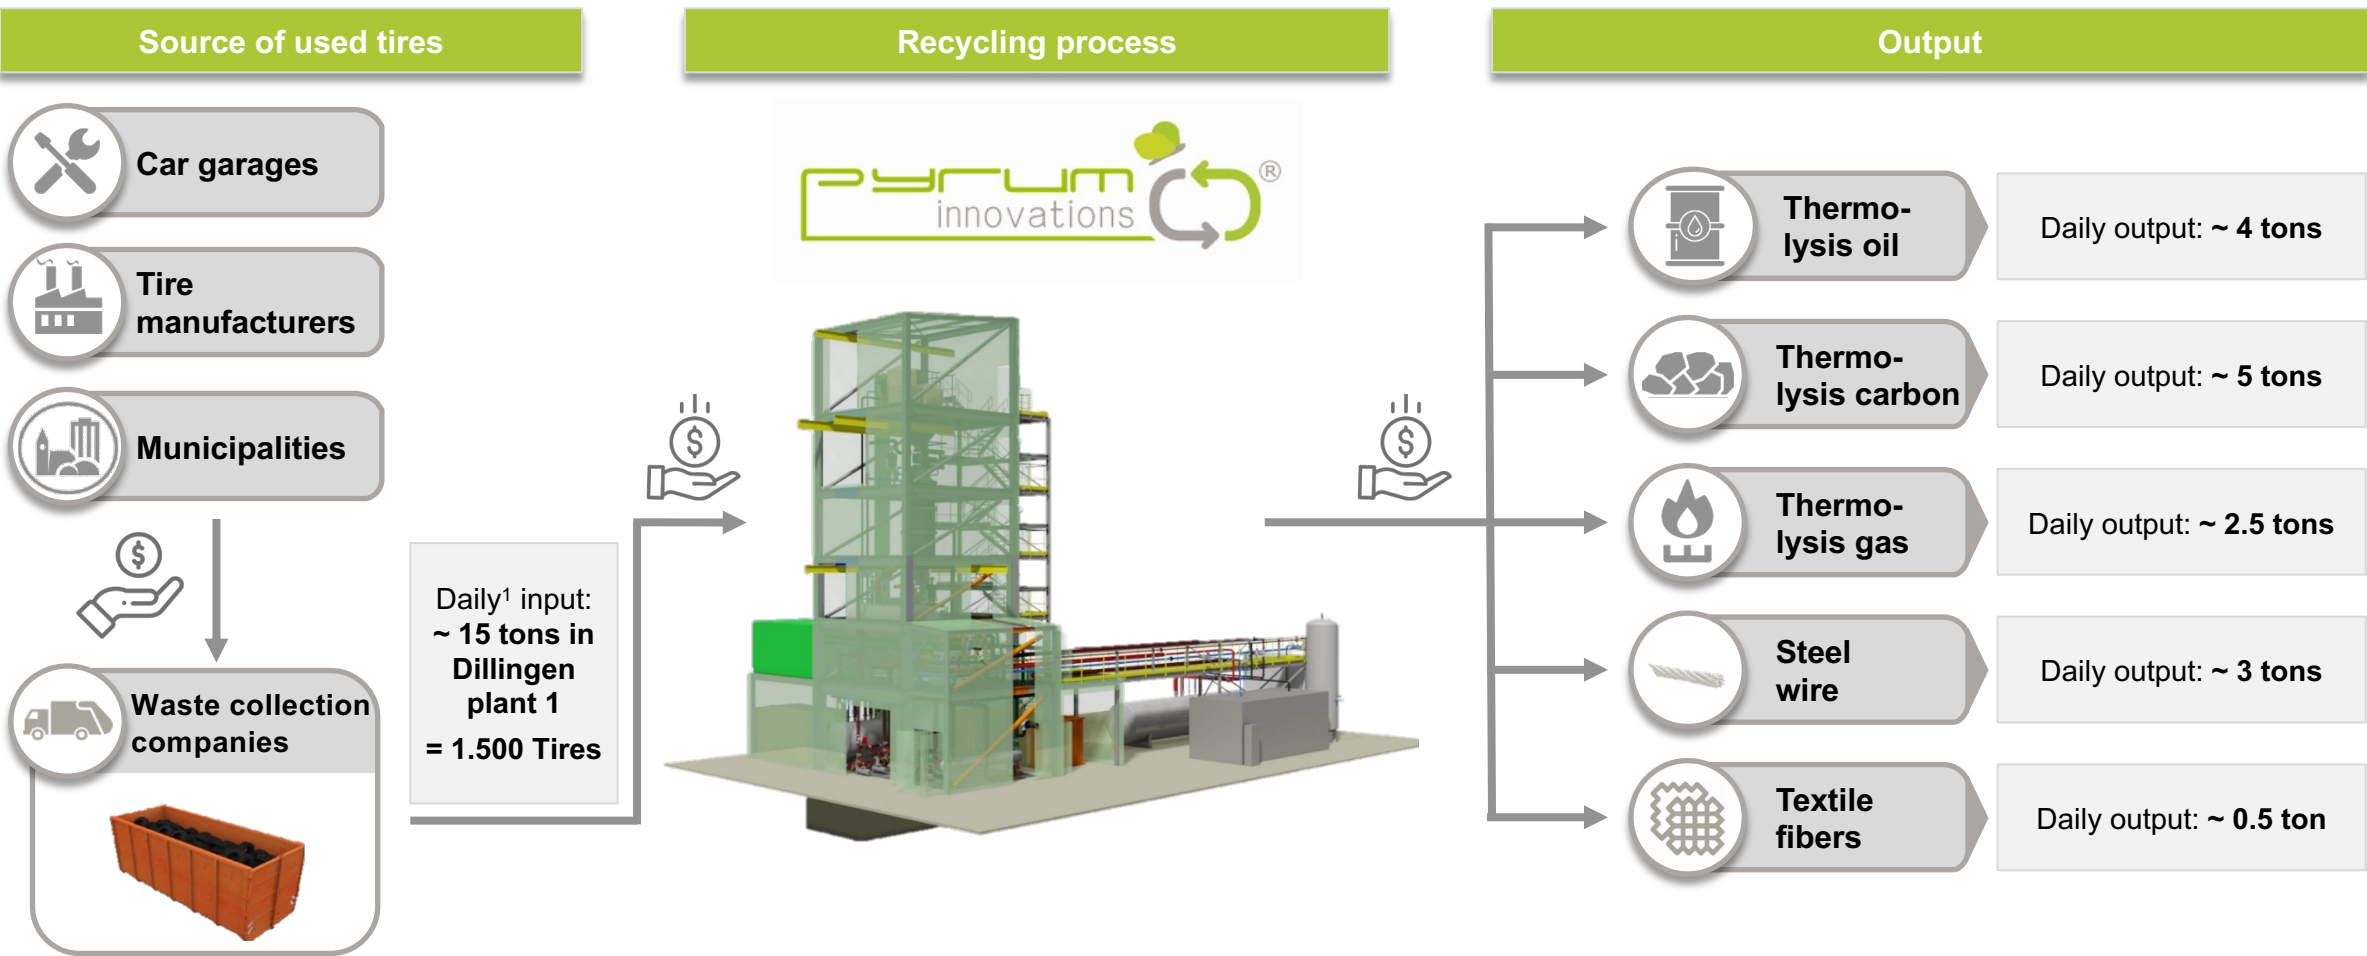 Source of used tires
Car garages
Tire
manufacturers
Municipalities
$
Waste collection
companies
Daily¹ input:
~ 15 tons in
Dillingen
plant 1
= 1.500 Tires
Recycling process
pyrum
innovations
®
$
$
Output
Thermo-
lysis oil
Daily output: ~ 4 tons
Thermo-
lysis carbon
Daily output: ~ 5 tons
Thermo-
lysis gas
Daily output: ~ 2.5 tons
Steel
wire
Daily output: ~ 3 tons
Textile
fibers
Daily output: ~ 0.5 ton